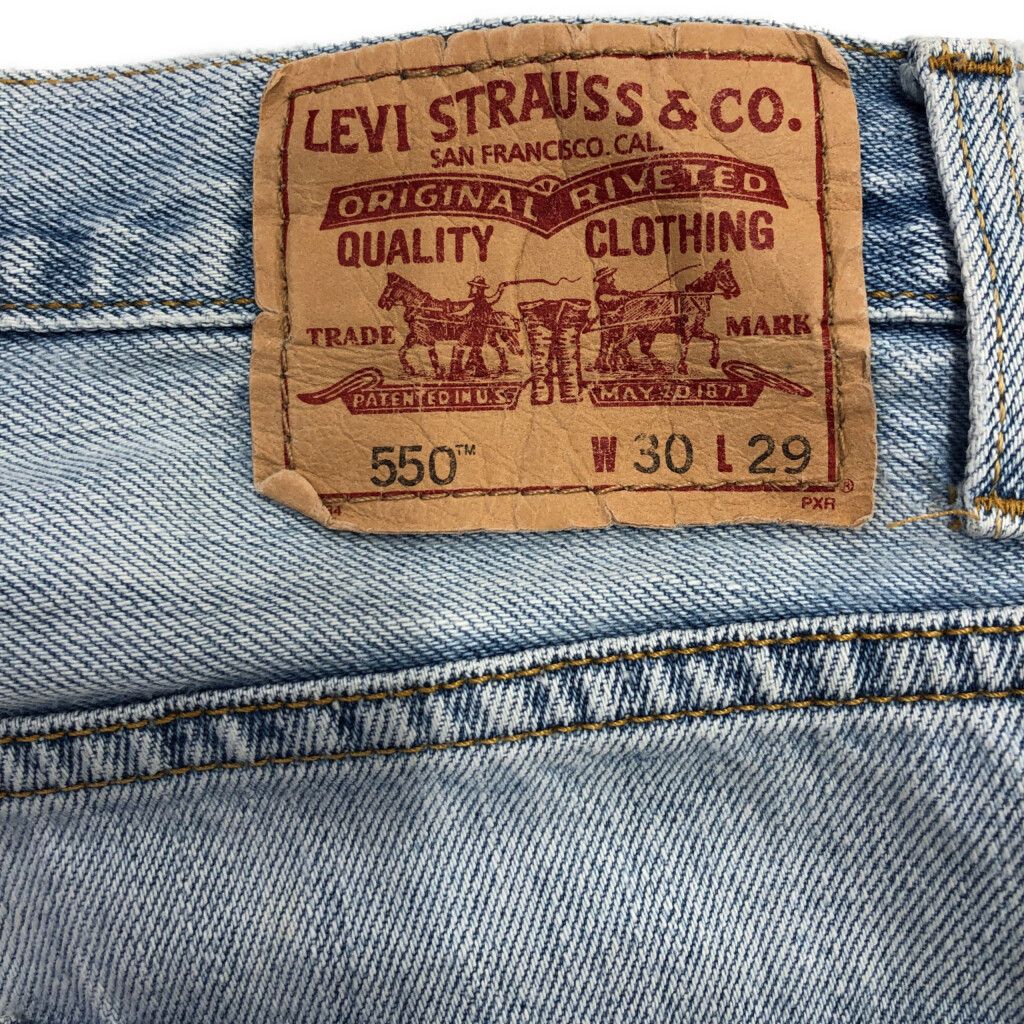 LEVI STRAUSS & CO.
SAN FRANCISCO. CAL.
ORIGINAL RIVETED
QUALITY CLOTHING
TRADE MARK
PATENTED IN U.S. MAY 20 1873
550™ W 30 L 29
®
PXR